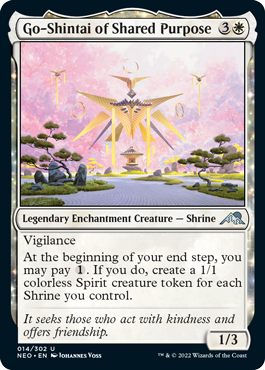 Go-Shintai of Shared Purpose 3
Legendary Enchantment Creature — Shrine
Vigilance
At the beginning of your end step, you
may pay 1. If you do, create a 1/1
colorless Spirit creature token for each
Shrine you control.
It seeks those who act with kindness and
offers friendship.
1/3
014/302 U
NEO • EN Johannes Voss
™ & © 2022 Wizards of the Coast